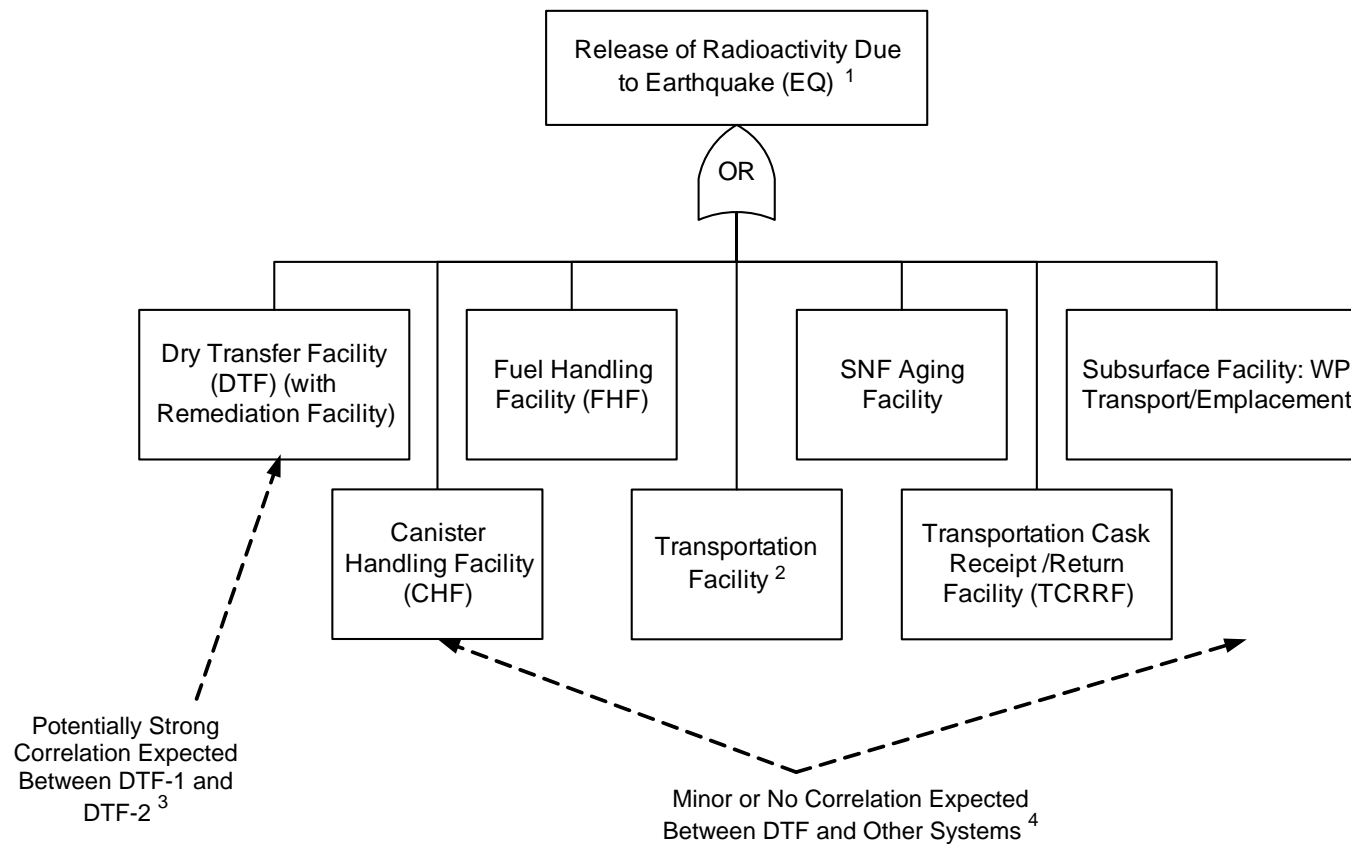 Release of Radioactivity Due
to Earthquake (EQ) 1
OR
Dry Transfer Facility
(DTF) (with
Remediation Facility)
Fuel Handling
Facility (FHF)
SNF Aging
Facility
Subsurface Facility: WP
Transport/Emplacement
Canister
Handling Facility
(CHF)
Transportation
Facility 2
Transportation Cask
Receipt /Return
Facility (TCRRF)
Potentially Strong
Correlation Expected
Between DTF-1 and
DTF-2 3
Minor or No Correlation Expected
Between DTF and Other Systems 4